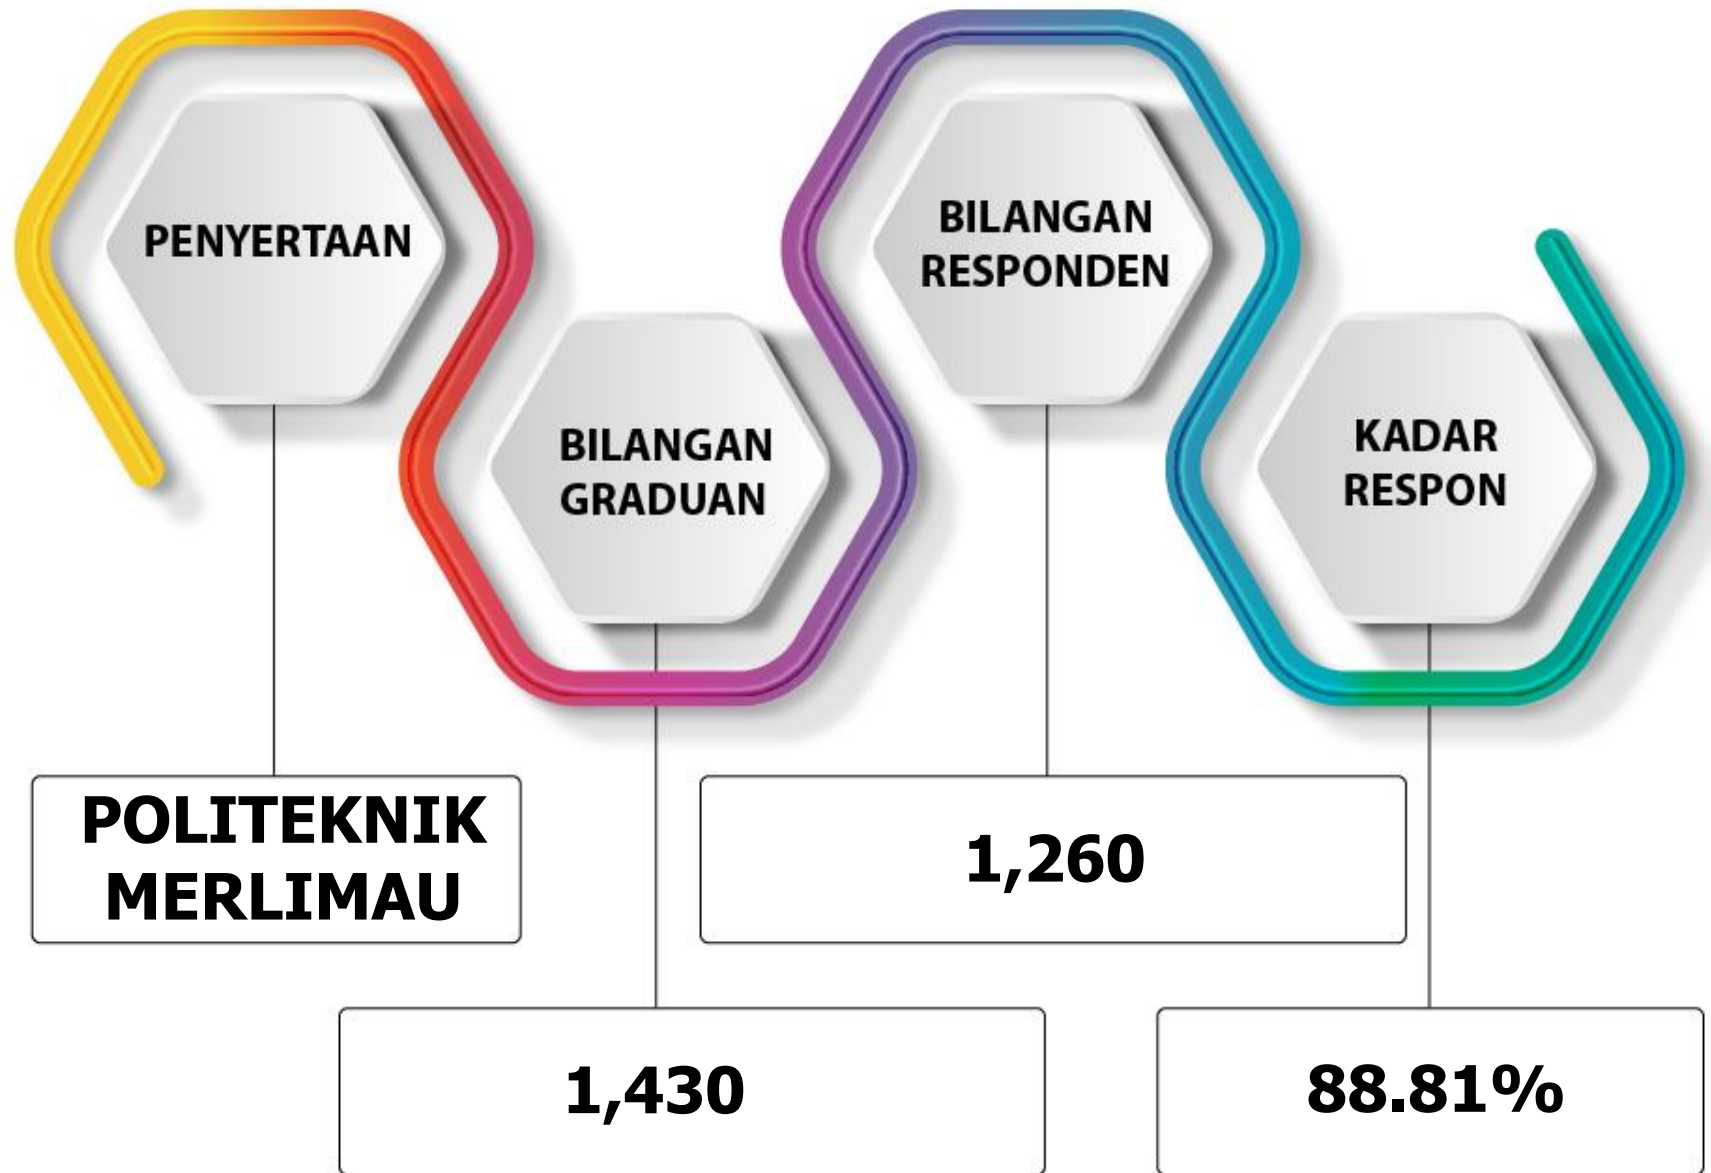 PENYERTAAN
BILANGAN
GRADUAN
BILANGAN
RESPONDEN
KADAR
RESPON
POLITEKNIK
MERLIMAU
1,430
1,260
88.81%